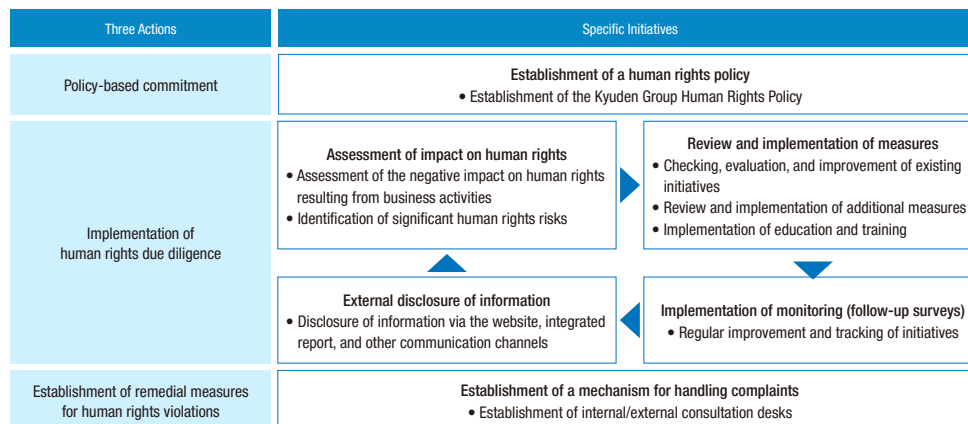 Three Actions
Specific Initiatives
Policy-based commitment
Establishment of a human rights policy
• Establishment of the Kyuden Group Human Rights Policy
Implementation of
human rights due diligence
Assessment of impact on human rights
• Assessment of the negative impact on human rights
resulting from business activities
• Identification of significant human rights risks
Review and implementation of measures
• Checking, evaluation, and improvement of existing
initiatives
• Review and implementation of additional measures
• Implementation of education and training
External disclosure of information
• Disclosure of information via the website, integrated
report, and other communication channels
Implementation of monitoring (follow-up surveys)
• Regular improvement and tracking of initiatives
Establishment of remedial measures
for human rights violations
Establishment of a mechanism for handling complaints
• Establishment of internal/external consultation desks